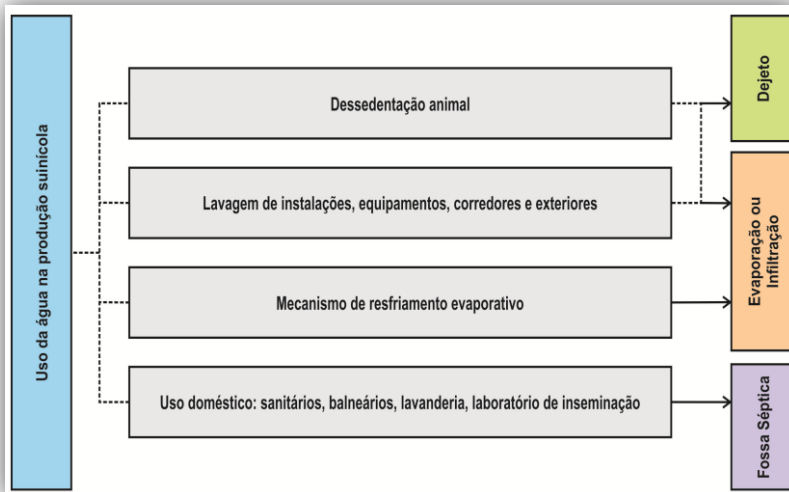 Uso da água na produção suinícola
Dessedentação animal
Lavagem de instalações, equipamentos, corredores e exteriores
Mecanismo de resfriamento evaporativo
Uso doméstico: sanitários, balneários, lavanderia, laboratório de inseminação
Dejeto
Evaporação ou
Infiltração
Fossa Séptica